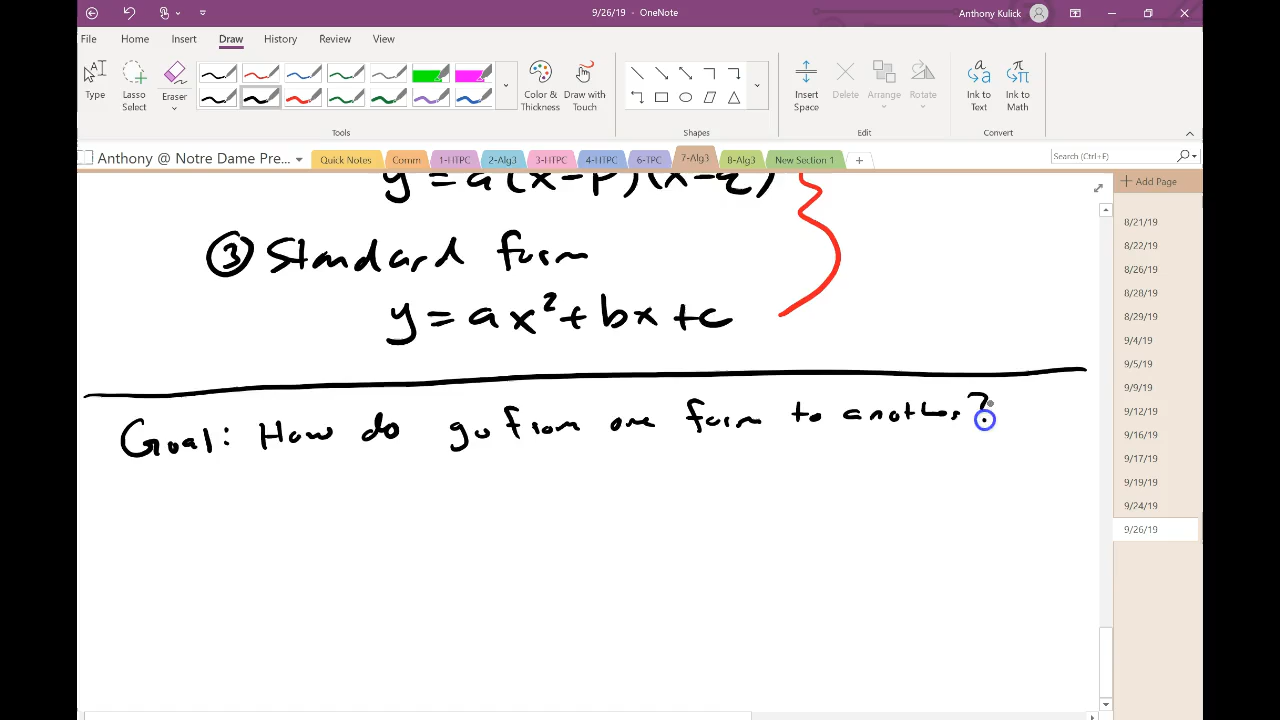 9/26/19 - OneNote
Anthony Kulick
File Home Insert Draw History Review View
Type Lasso Select Eraser Color & Thickness Draw with Touch Insert Space Delete Arrange Rotate Ink to Text Ink to Math
Tools Shapes Edit Convert
Anthony @ Notre Dame Pre... Quick Notes Comm 1-HTPC 2-Alg3 3-HTPC 4-HTPC 6-TPC 7-Alg3 8-Alg3 New Section 1 + Search (Ctrl+F)
+ Add Page
8/21/19
8/22/19
8/26/19
8/28/19
8/29/19
9/4/19
9/5/19
9/9/19
9/12/19
9/16/19
9/17/19
9/19/19
9/24/19
9/26/19
y = a(x-p)(x-q)
③ Standard form
y = ax²+bx+c
Goal: How do go from one form to another?